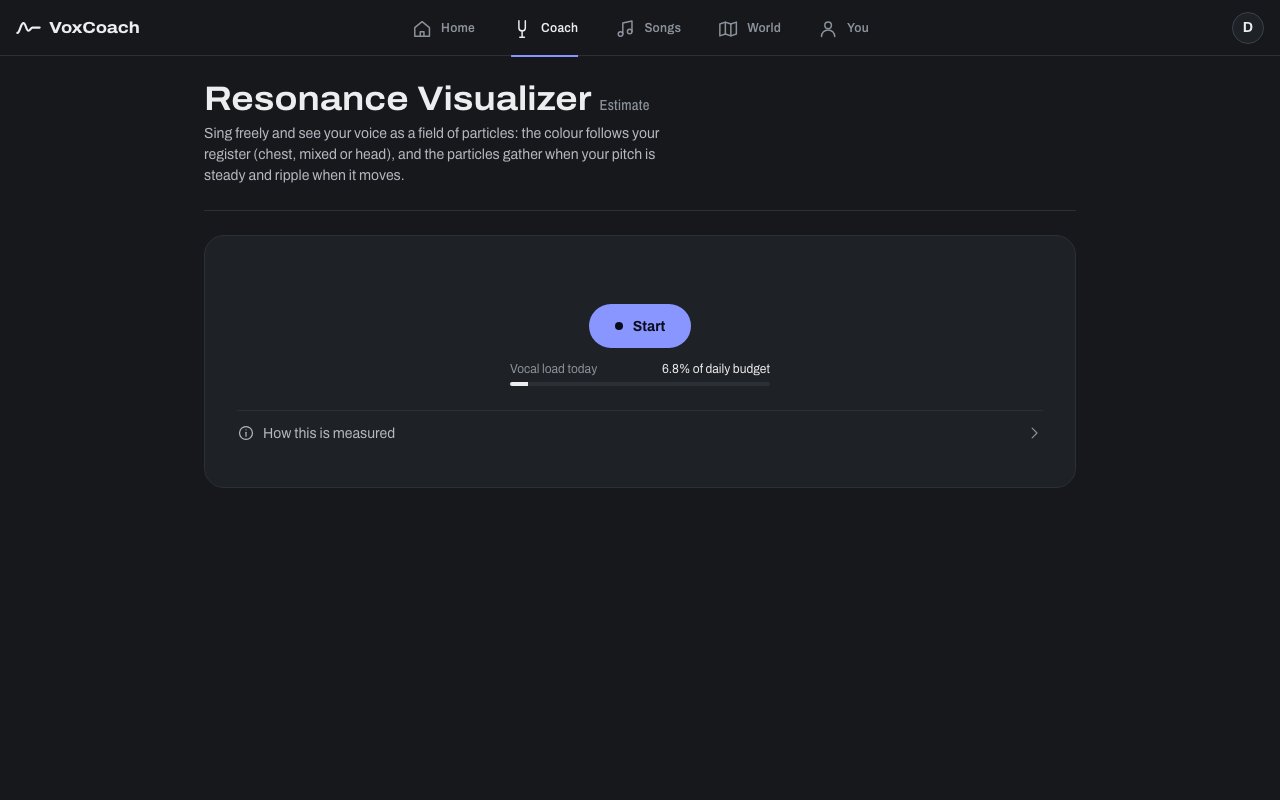 VoxCoach
Home
Coach
Songs
World
You
D
Resonance Visualizer Estimate
Sing freely and see your voice as a field of particles: the colour follows your
register (chest, mixed or head), and the particles gather when your pitch is
steady and ripple when it moves.
Start
Vocal load today 6.8% of daily budget
How this is measured